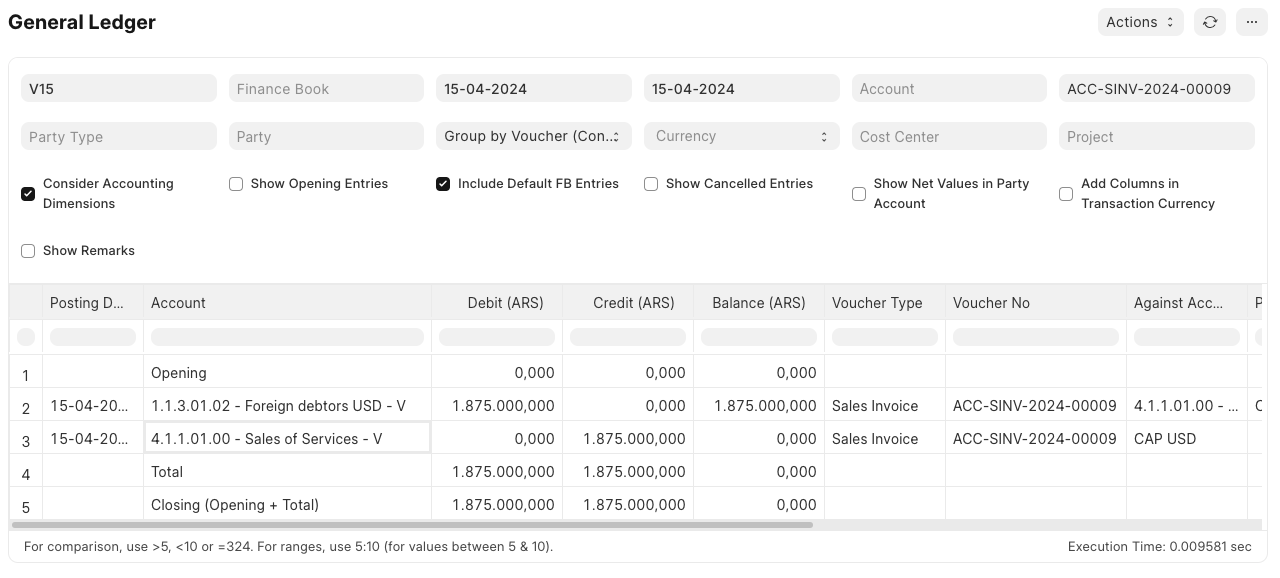 General Ledger
Actions
V15 Finance Book 15-04-2024 15-04-2024 Account ACC-SINV-2024-00009
Party Type Party Group by Voucher (Con... Currency Cost Center Project
Consider Accounting Dimensions Show Opening Entries Include Default FB Entries Show Cancelled Entries Show Net Values in Party Account Add Columns in Transaction Currency
Show Remarks
Posting D... Account Debit (ARS) Credit (ARS) Balance (ARS) Voucher Type Voucher No Against Acc... P
1 Opening 0,000 0,000 0,000
2 15-04-20... 1.1.3.01.02 - Foreign debtors USD - V 1.875.000,000 0,000 1.875.000,000 Sales Invoice ACC-SINV-2024-00009 4.1.1.01.00 - ... C
3 15-04-20... 4.1.1.01.00 - Sales of Services - V 0,000 1.875.000,000 0,000 Sales Invoice ACC-SINV-2024-00009 CAP USD
4 Total 1.875.000,000 1.875.000,000 0,000
5 Closing (Opening + Total) 1.875.000,000 1.875.000,000 0,000
For comparison, use >5, <10 or =324. For ranges, use 5:10 (for values between 5 & 10). Execution Time: 0.009581 sec